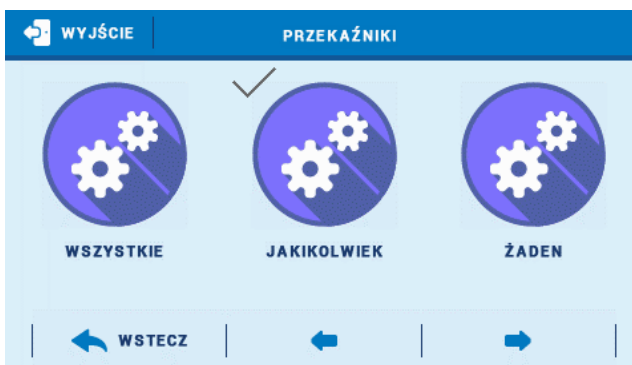 WYJŚCIE
PRZEKAŹNIKI
WSZYSTKIE
JAKIKOLWIEK
ŻADEN
WSTECZ